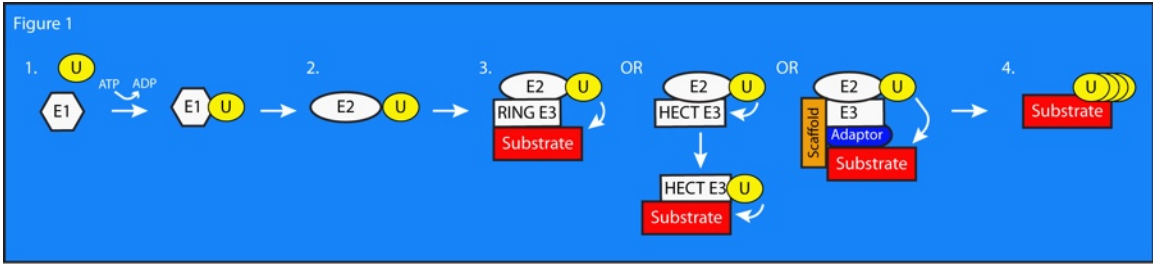 Figure 1
1.
U
E1
ATP
ADP
E1
U
2.
E2
U
3.
E2
U
RING E3
Substrate
OR
E2
U
HECT E3
HECT E3
U
Substrate
OR
E2
U
Scaffold
E3
Adaptor
Substrate
4.
U
Substrate